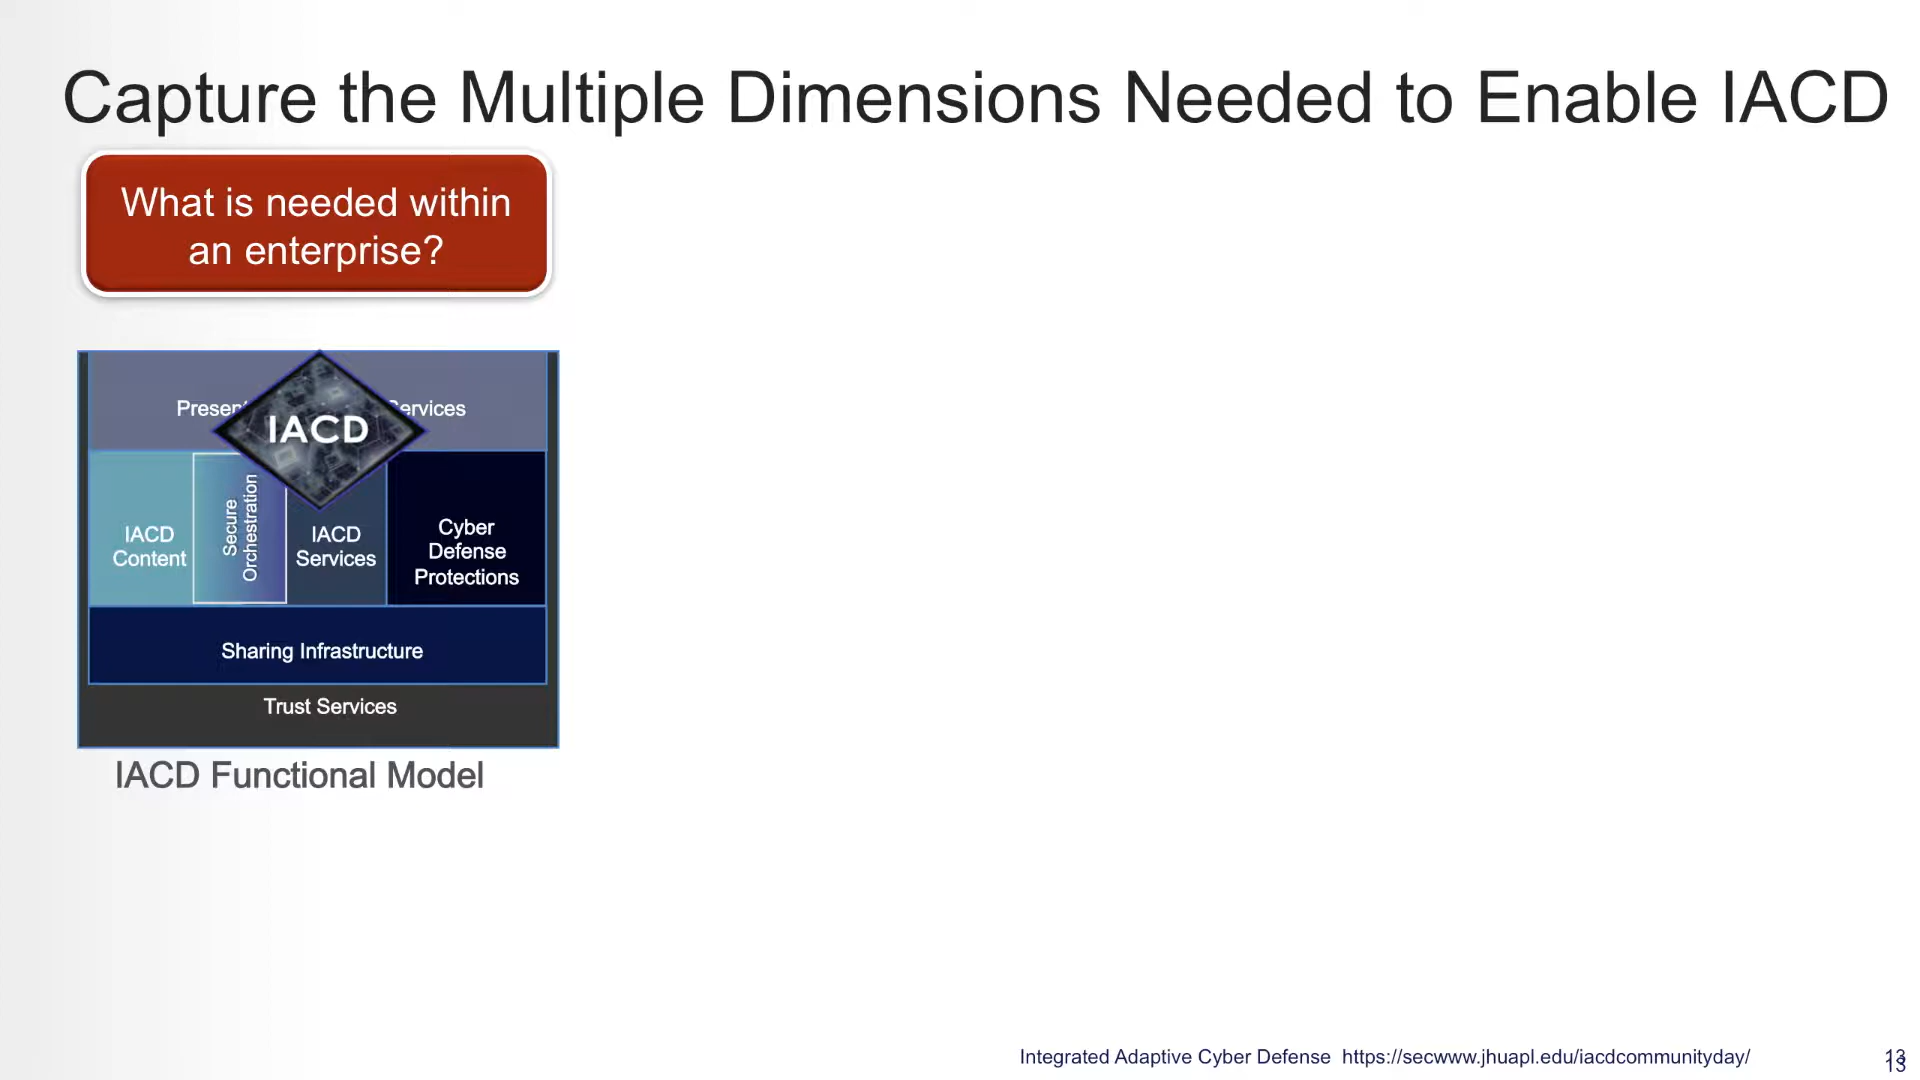 Capture the Multiple Dimensions Needed to Enable IACD
What is needed within
an enterprise?
IACD
IACD
Content
Secure
Orchestration
IACD
Services
Cyber
Defense
Protections
Sharing Infrastructure
Trust Services
IACD Functional Model
Integrated Adaptive Cyber Defense https://secwww.jhuapl.edu/iacdcommunityday/
13
13